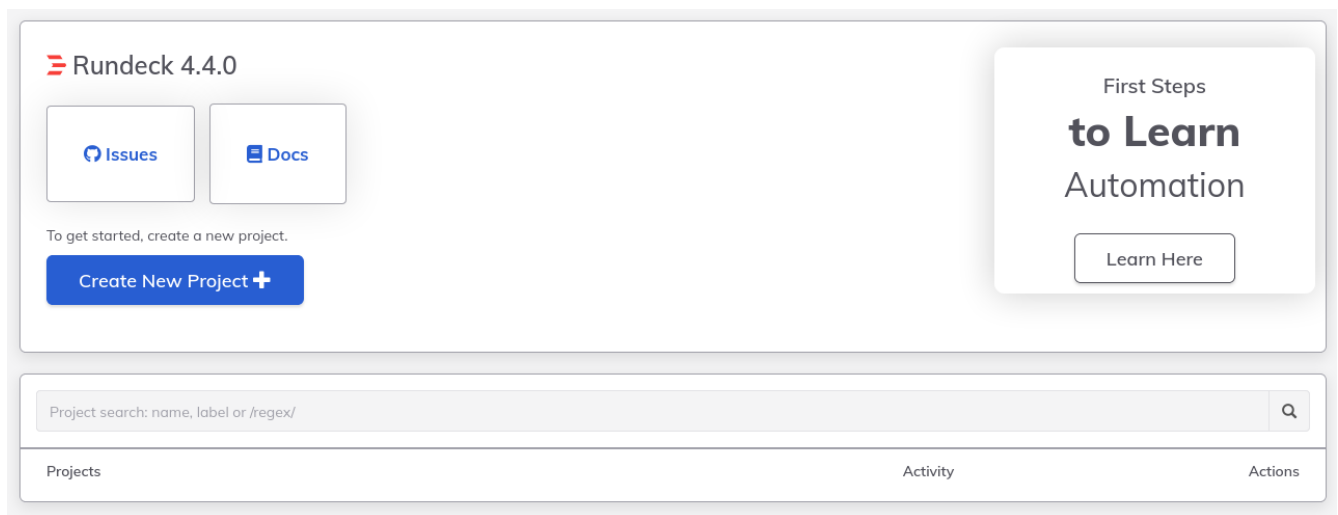 Rundeck 4.4.0
Issues
Docs
To get started, create a new project.
Create New Project
First Steps
to Learn
Automation
Learn Here
Project search: name, label or /regex/
Projects Activity Actions